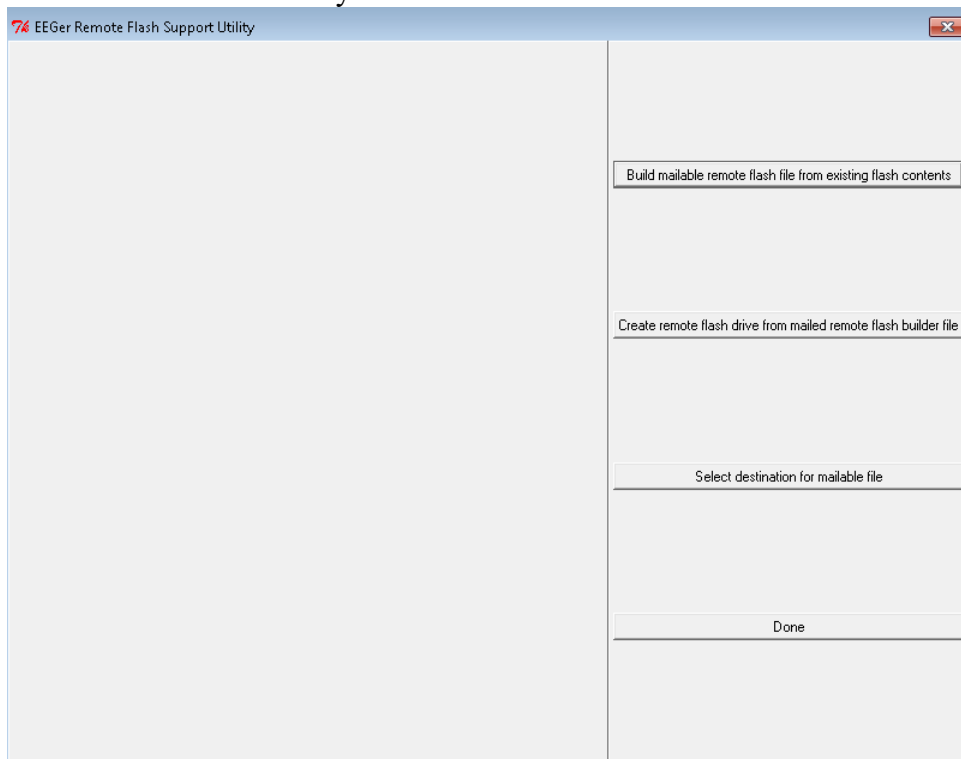 EEGer Remote Flash Support Utility
Build mailable remote flash file from existing flash contents
Create remote flash drive from mailed remote flash builder file
Select destination for mailable file
Done